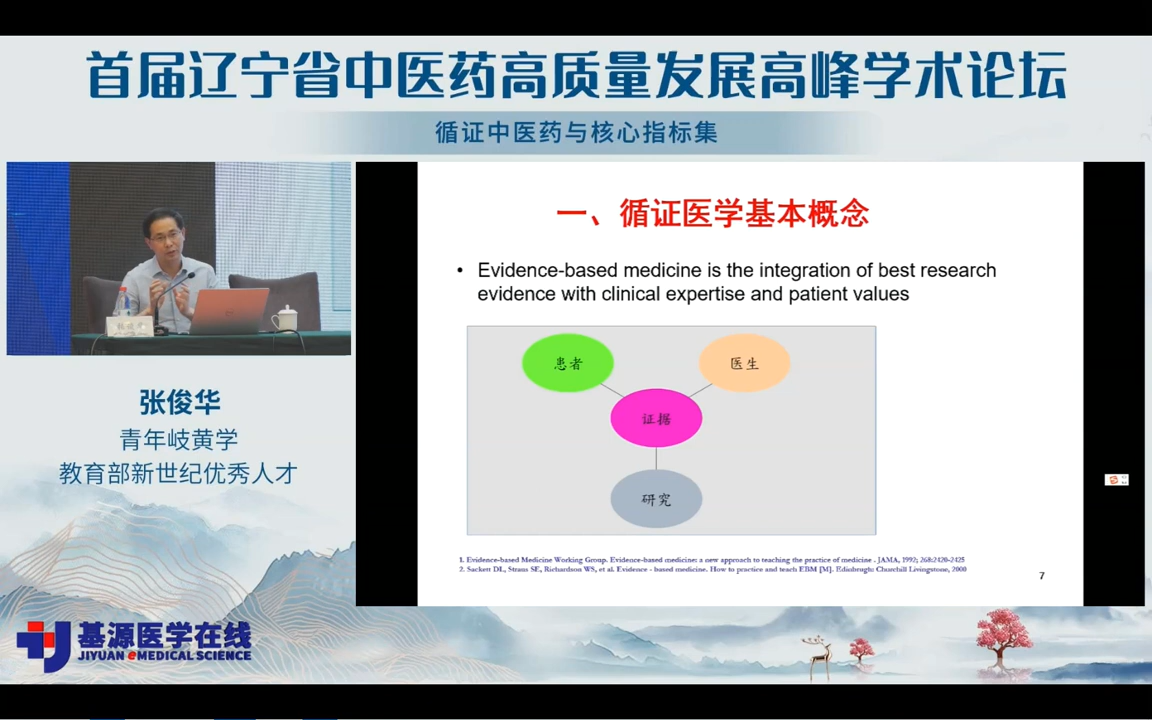 首届辽宁省中医药高质量发展高峰学术论坛
循证中医药与核心指标集
张俊华
青年岐黄学
教育部新世纪优秀人才
一、循证医学基本概念
• Evidence-based medicine is the integration of best research
evidence with clinical expertise and patient values
患者
医生
证据
研究
1. Evidence-based Medicine Working Group. Evidence-based medicine: a new approach to teaching the practice of medicine . JAMA, 1992; 268:2420-2425
2. Sackett DL, Straus SE, Richardson WS, et al. Evidence - based medicine. How to practice and teach EBM [M]. Edinbrugh: Churchill Livingstone, 2000
7
基源医学在线
JIYUAN eMEDICAL SCIENCE